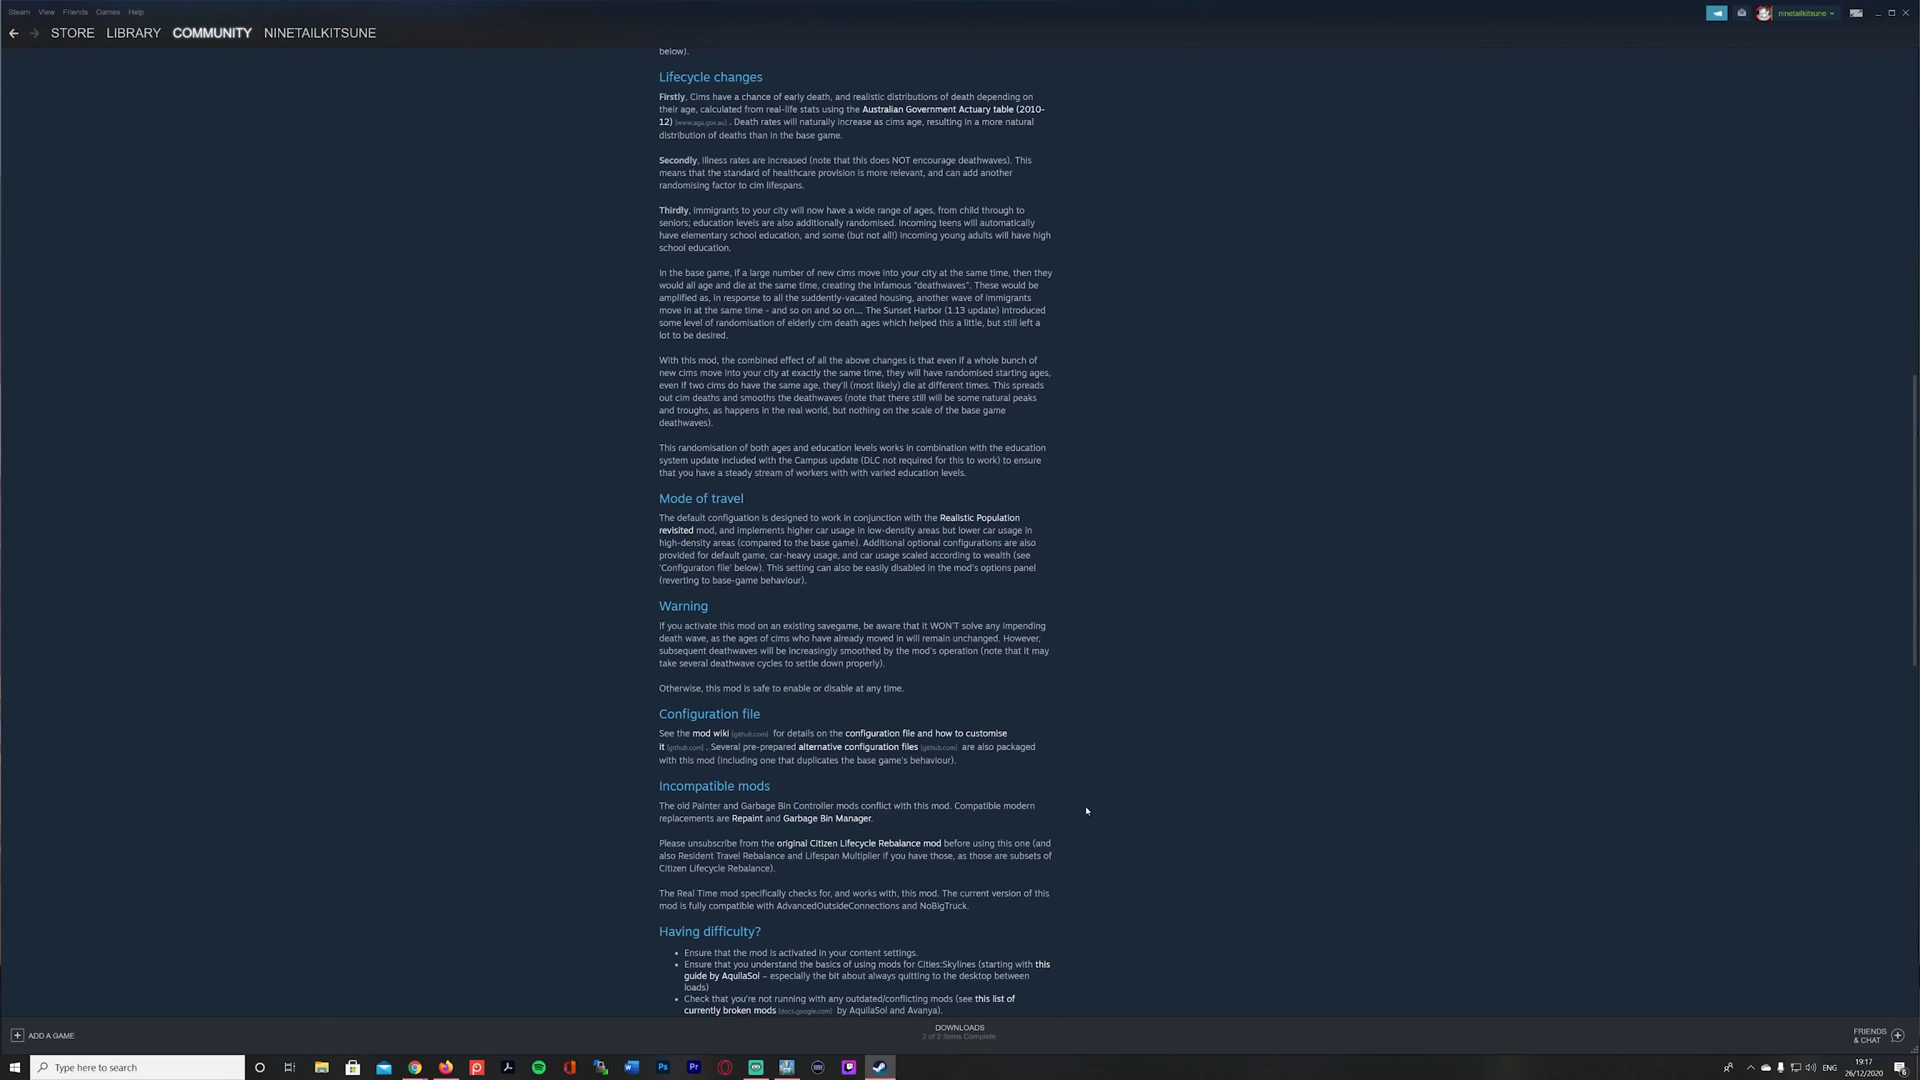 Steam View Friends Games Help
ninetailkitsune
STORE LIBRARY COMMUNITY NINETAILKITSUNE
below).
Lifecycle changes
Firstly, Cims have a chance of early death, and realistic distributions of death depending on
their age, calculated from real-life stats using the Australian Government Actuary table (2010-
12) [www.aga.gov.au] . Death rates will naturally increase as cims age, resulting in a more natural
distribution of deaths than in the base game.
Secondly, illness rates are increased (note that this does NOT encourage deathwaves). This
means that the standard of healthcare provision is more relevant, and can add another
randomising factor to cim lifespans.
Thirdly, immigrants to your city will now have a wide range of ages, from child through to
seniors; education levels are also additionally randomised. Incoming teens will automatically
have elementary school education, and some (but not all!) incoming young adults will have high
school education.
In the base game, if a large number of new cims move into your city at the same time, then they
would all age and die at the same time, creating the infamous "deathwaves". These would be
amplified as, in response to all the suddently-vacated housing, another wave of immigrants
move in at the same time - and so on and so on.... The Sunset Harbor (1.13 update) introduced
some level of randomisation of elderly cim death ages which helped this a little, but still left a
lot to be desired.
With this mod, the combined effect of all the above changes is that even if a whole bunch of
new cims move into your city at exactly the same time, they will have randomised starting ages,
even if two cims do have the same age, they'll (most likely) die at different times. This spreads
out cim deaths and smooths the deathwaves (note that there still will be some natural peaks
and troughs, as happens in the real world, but nothing on the scale of the base game
deathwaves).
This randomisation of both ages and education levels works in combination with the education
system update included with the Campus update (DLC not required for this to work) to ensure
that you have a steady stream of workers with with varied education levels.
Mode of travel
The default configuation is designed to work in conjunction with the Realistic Population
revisited mod, and implements higher car usage in low-density areas but lower car usage in
high-density areas (compared to the base game). Additional optional configurations are also
provided for default game, car-heavy usage, and car usage scaled according to wealth (see
'Configuraton file' below). This setting can also be easily disabled in the mod's options panel
(reverting to base-game behaviour).
Warning
If you activate this mod on an existing savegame, be aware that it WON'T solve any impending
death wave, as the ages of cims who have already moved in will remain unchanged. However,
subsequent deathwaves will be increasingly smoothed by the mod's operation (note that it may
take several deathwave cycles to settle down properly).
Otherwise, this mod is safe to enable or disable at any time.
Configuration file
See the mod wiki [github.com] for details on the configuration file and how to customise
it [github.com] . Several pre-prepared alternative configuration files [github.com] are also packaged
with this mod (including one that duplicates the base game's behaviour).
Incompatible mods
The old Painter and Garbage Bin Controller mods conflict with this mod. Compatible modern
replacements are Repaint and Garbage Bin Manager.
Please unsubscribe from the original Citizen Lifecycle Rebalance mod before using this one (and
also Resident Travel Rebalance and Lifespan Multiplier if you have those, as those are subsets of
Citizen Lifecycle Rebalance).
The Real Time mod specifically checks for, and works with, this mod. The current version of this
mod is fully compatible with AdvancedOutsideConnections and NoBigTruck.
Having difficulty?
• Ensure that the mod is activated in your content settings.
• Ensure that you understand the basics of using mods for Cities:Skylines (starting with this
guide by AquilaSol – especially the bit about always quitting to the desktop between
loads)
• Check that you're not running with any outdated/conflicting mods (see this list of
currently broken mods [docs.google.com] by AquilaSol and Avanya).
ADD A GAME
DOWNLOADS
2 of 2 Items Complete
FRIENDS
& CHAT
Type here to search
ENG
19:17
26/12/2020
6